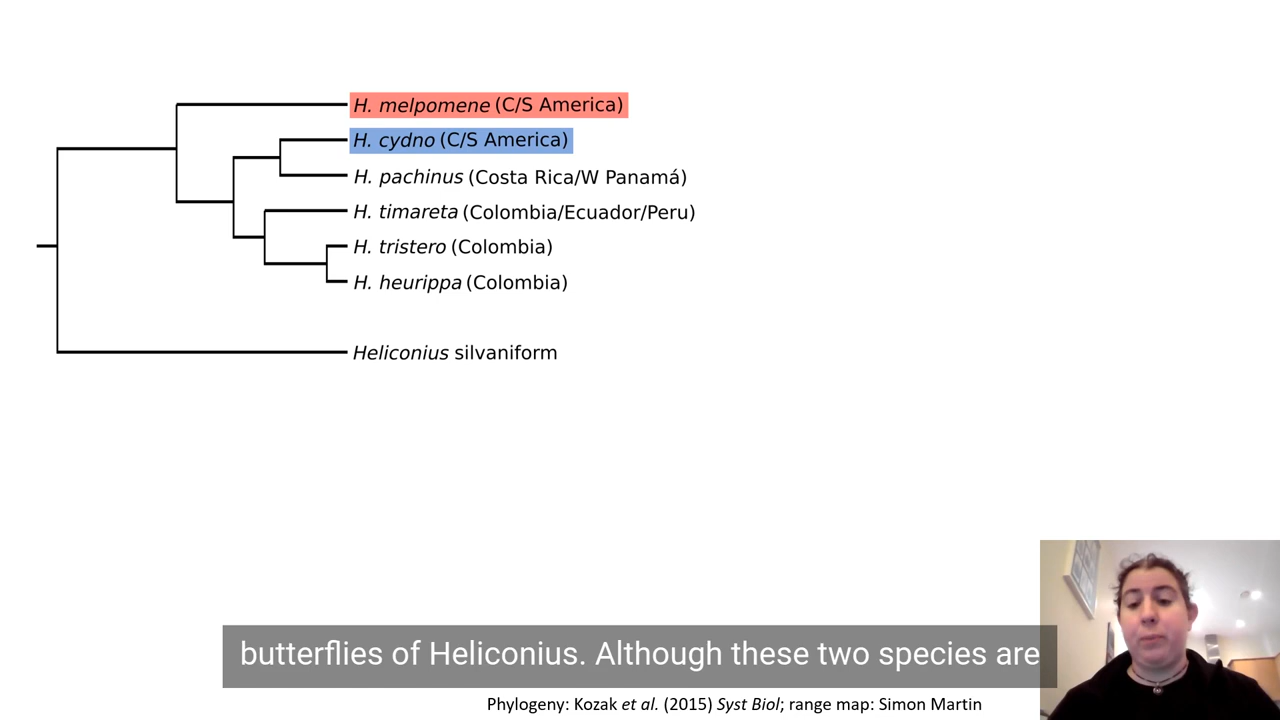 H. melpomene (C/S America)
H. cydno (C/S America)
H. pachinus (Costa Rica/W Panamá)
H. timareta (Colombia/Ecuador/Peru)
H. tristero (Colombia)
H. heurippa (Colombia)
Heliconius silvaniform
butterflies of Heliconius. Although these two species are
Phylogeny: Kozak et al. (2015) Syst Biol; range map: Simon Martin